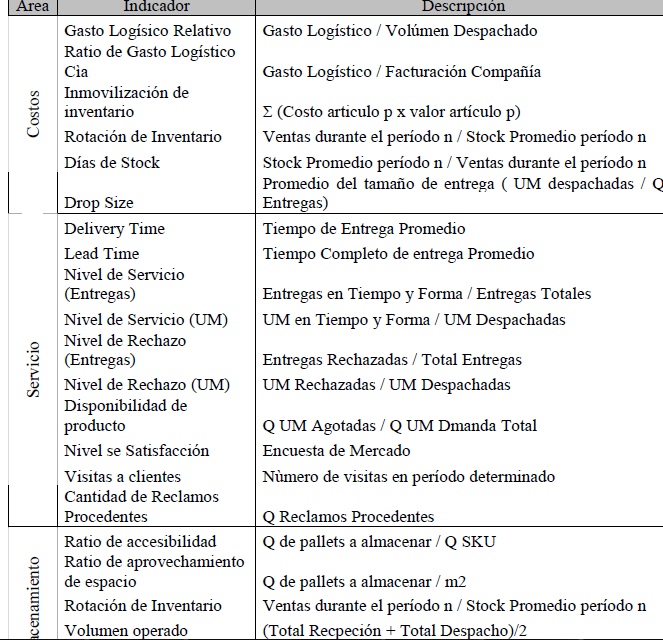 Area Indicador Descripción
Costos
Gasto Logísico Relativo Gasto Logístico / Volúmen Despachado
Ratio de Gasto Logístico
Cìa Gasto Logístico / Facturación Compañía
Inmovilización de
inventario Σ (Costo articulo p x valor artículo p)
Rotación de Inventario Ventas durante el período n / Stock Promedio período n
Días de Stock Stock Promedio período n / Ventas durante el período n
Promedio del tamaño de entrega ( UM despachadas / Q
Drop Size Entregas)
Servicio
Delivery Time Tiempo de Entrega Promedio
Lead Time Tiempo Completo de entrega Promedio
Nivel de Servicio
(Entregas) Entregas en Tiempo y Forma / Entregas Totales
Nivel de Servicio (UM) UM en Tiempo y Forma / UM Despachadas
Nivel de Rechazo
(Entregas) Entregas Rechazadas / Total Entregas
Nivel de Rechazo (UM) UM Rechazadas / UM Despachadas
Disponibilidad de
producto Q UM Agotadas / Q UM Dmanda Total
Nivel se Satisfacción Encuesta de Mercado
Visitas a clientes Nùmero de visitas en período determinado
Cantidad de Reclamos
Procedentes Q Reclamos Procedentes
cenamiento
Ratio de accesibilidad Q de pallets a almacenar / Q SKU
Ratio de aprovechamiento
de espacio Q de pallets a almacenar / m2
Rotación de Inventario Ventas durante el período n / Stock Promedio período n
Volumen operado (Total Recpeción + Total Despacho)/2